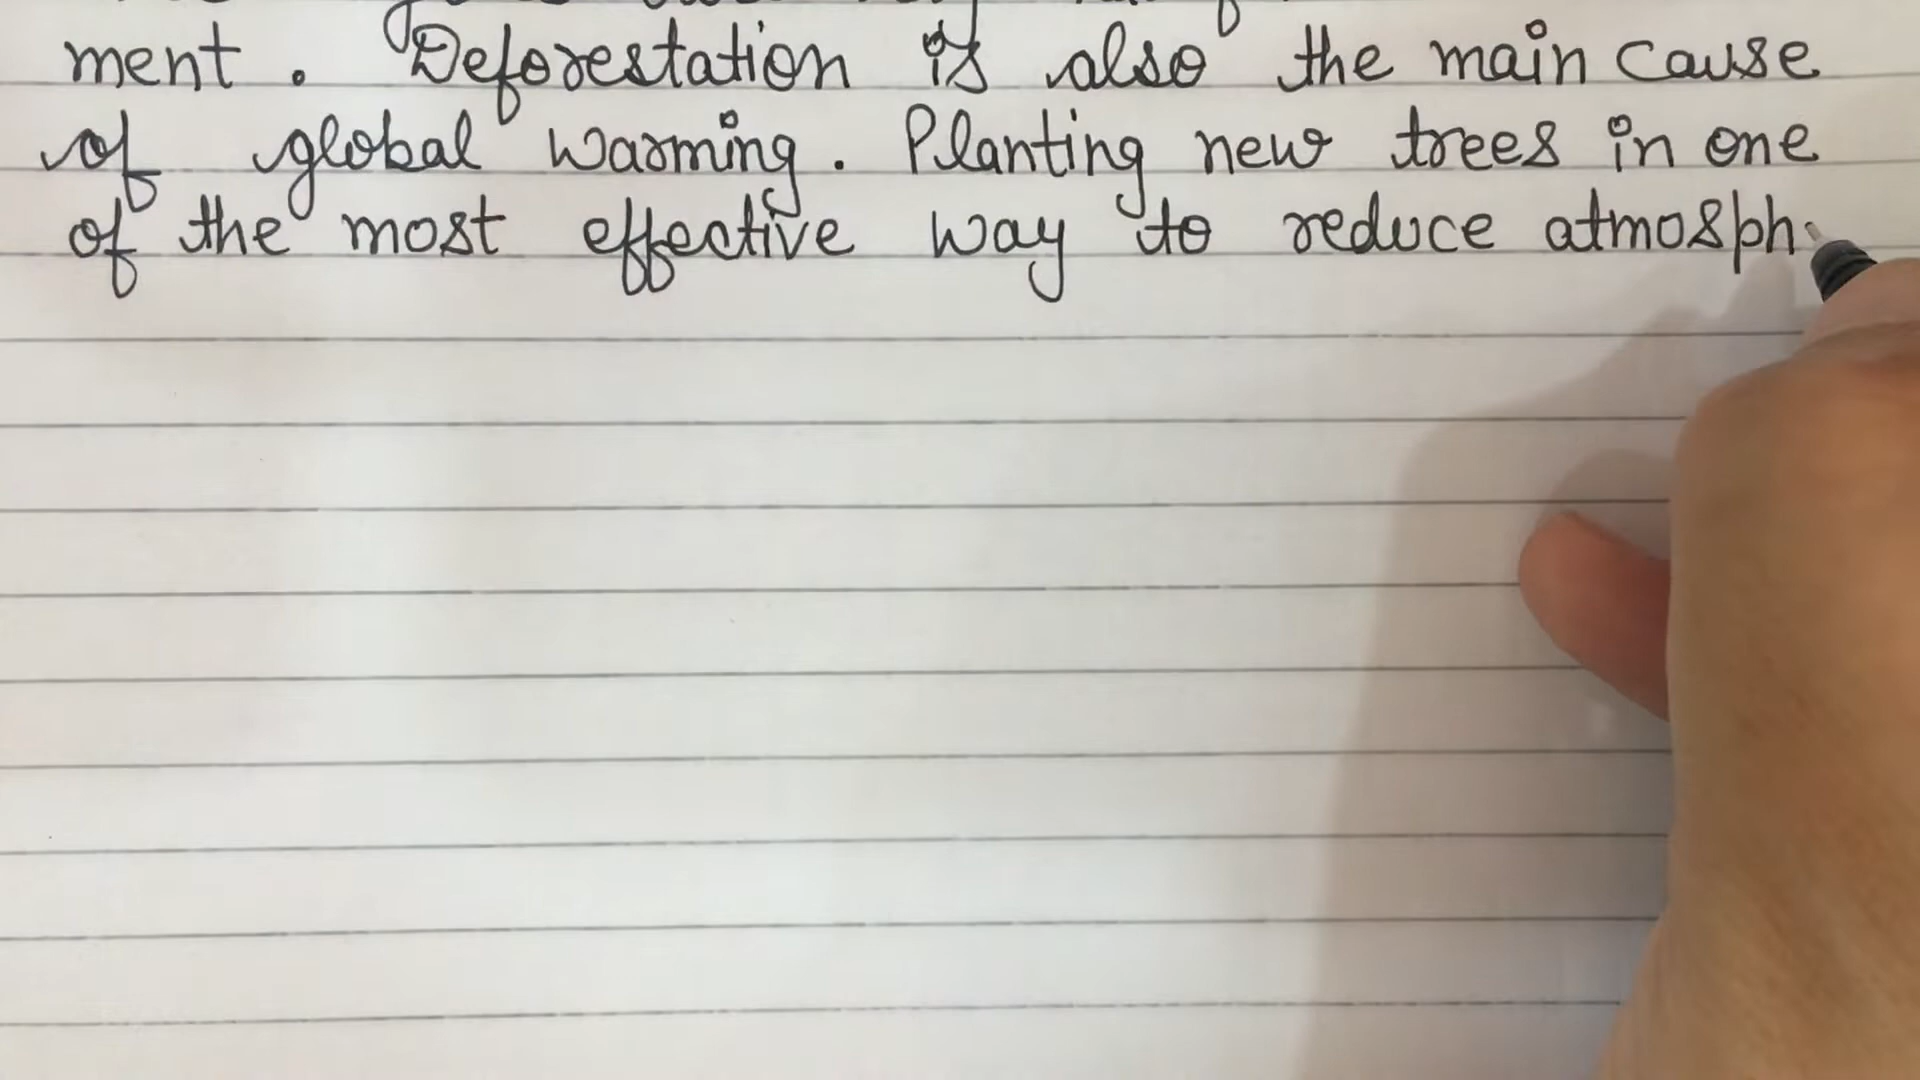 ment. Deforestation is also the main cause
of global warming. Planting new trees in one
of the most effective way to reduce atmosph